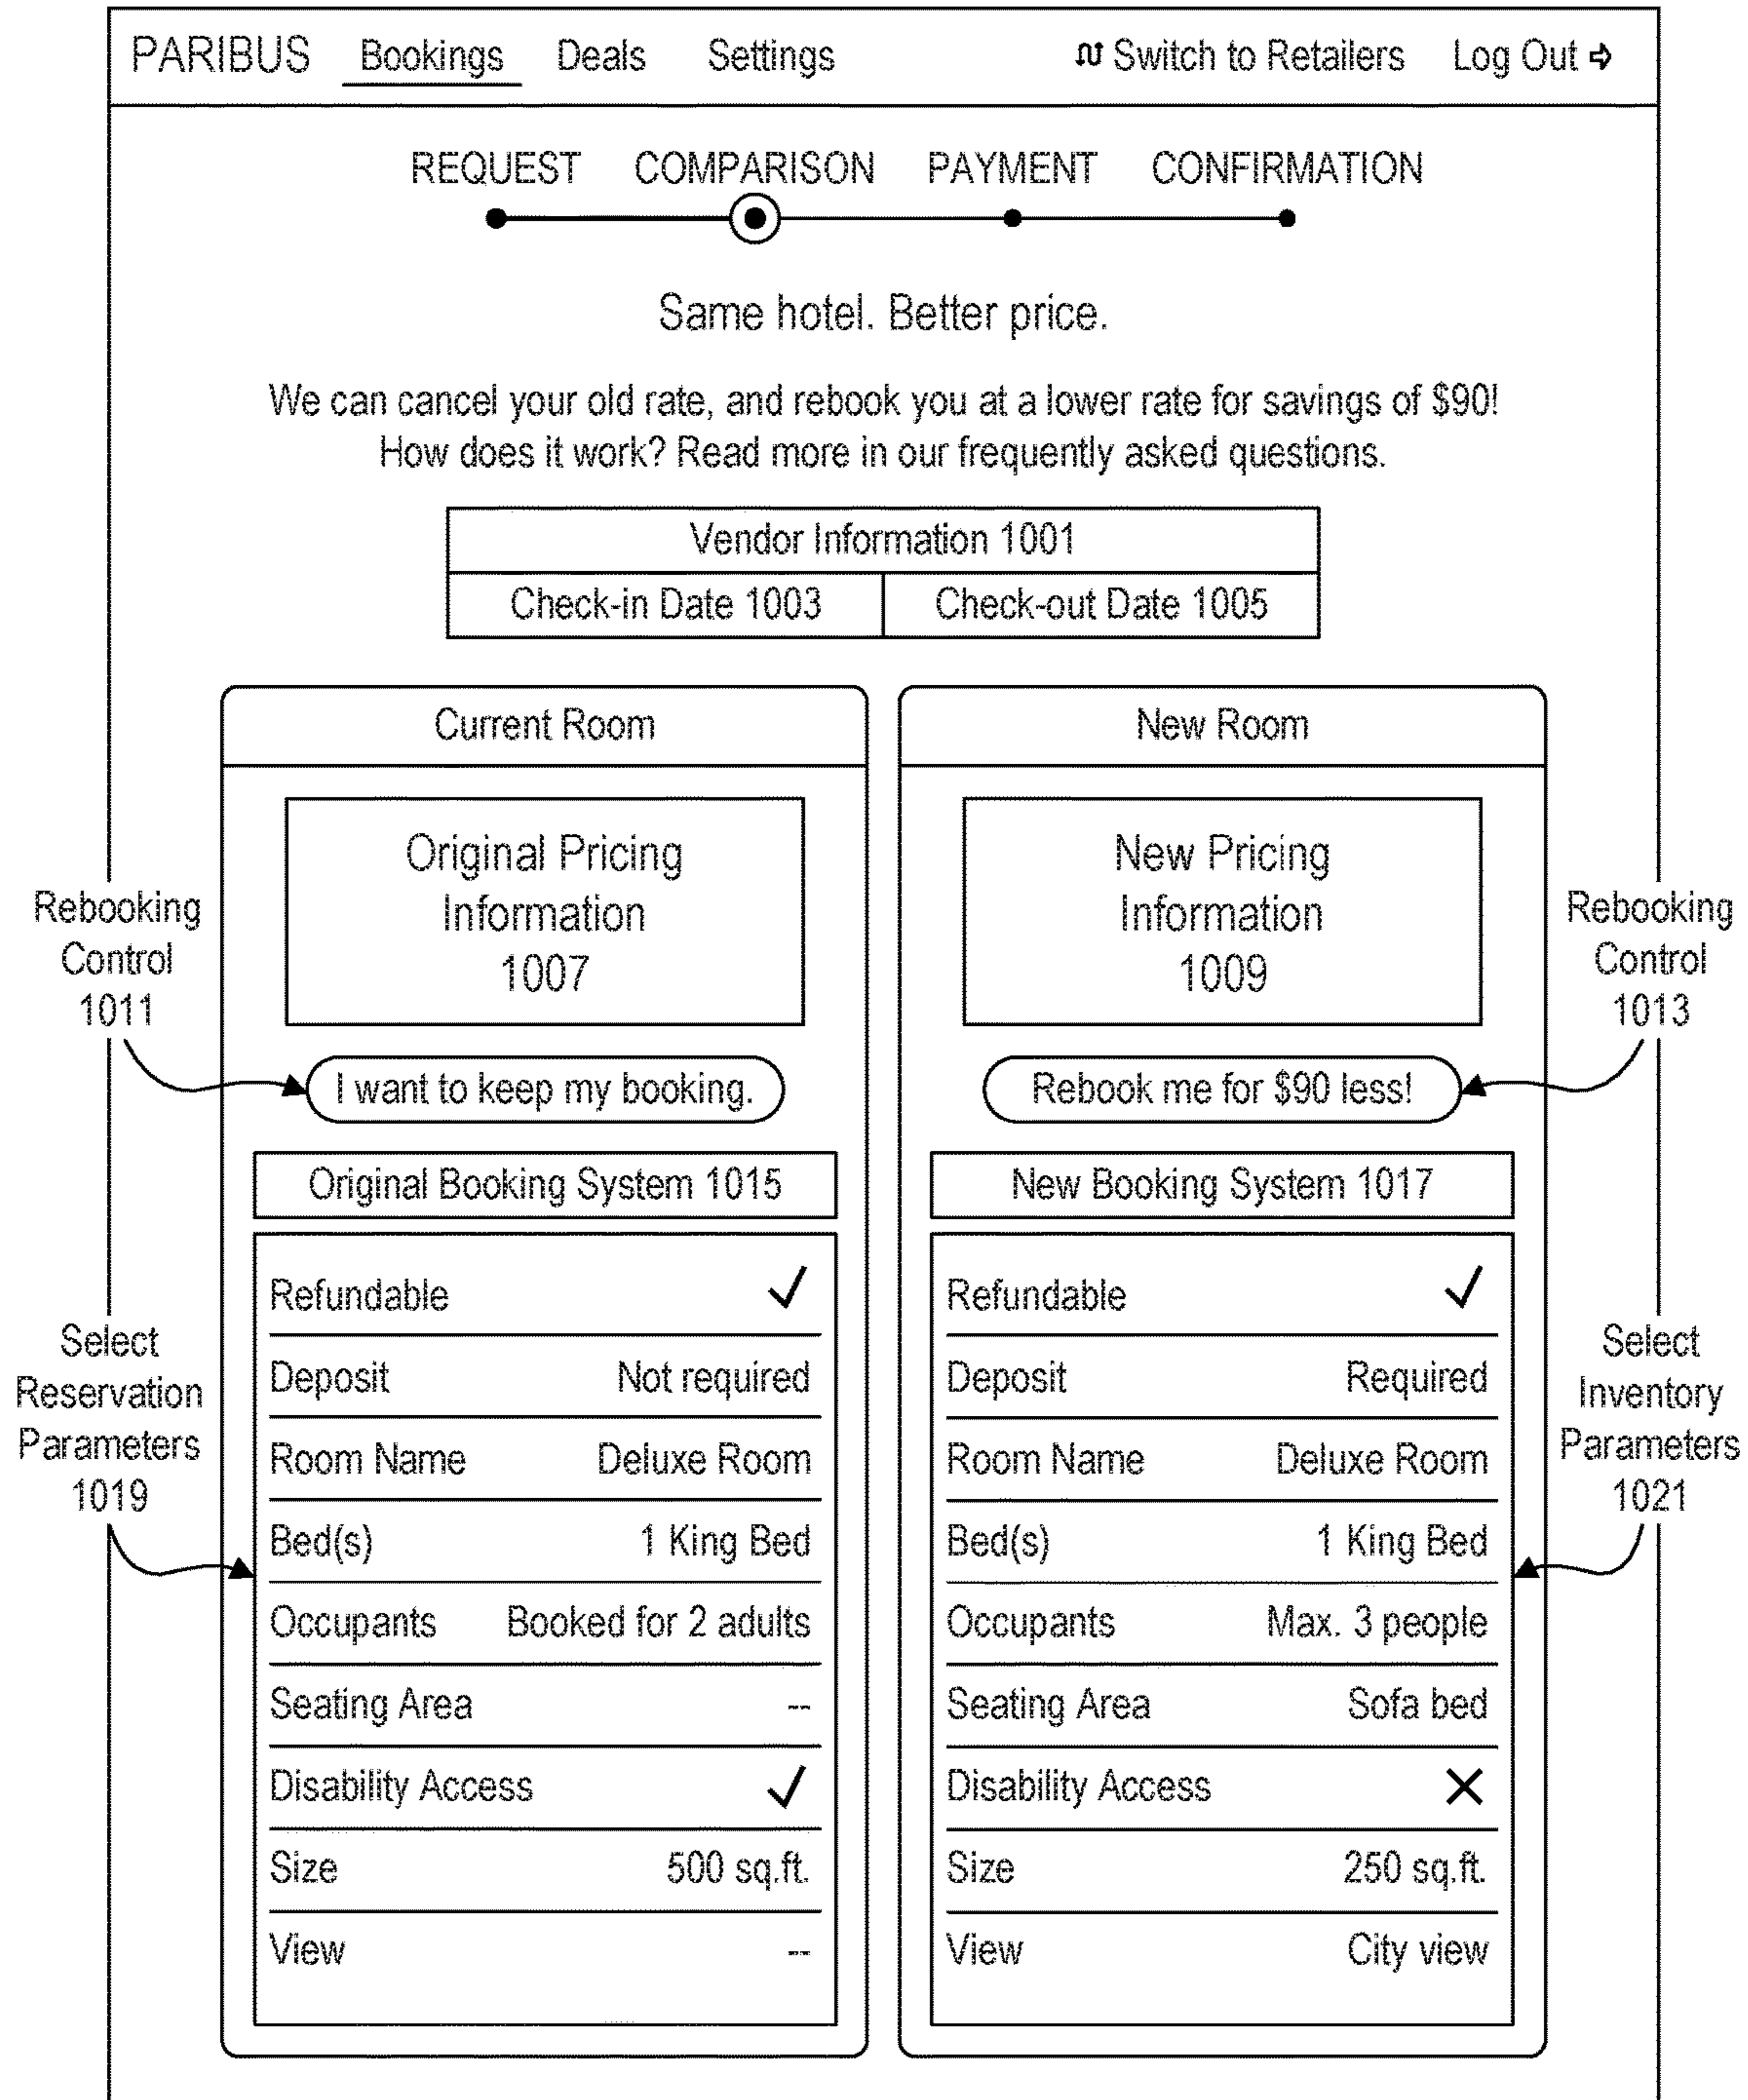 PARIBUS Bookings Deals Settings Switch to Retailers Log Out
REQUEST COMPARISON PAYMENT CONFIRMATION
Same hotel. Better price.
We can cancel your old rate, and rebook you at a lower rate for savings of $90!
How does it work? Read more in our frequently asked questions.
Vendor Information 1001
Check-in Date 1003
Check-out Date 1005
Current Room
Original Pricing
Information
1007
Rebooking
Control
1011
I want to keep my booking.
Original Booking System 1015
Select
Reservation
Parameters
1019
Refundable ✓
Deposit Not required
Room Name Deluxe Room
Bed(s) 1 King Bed
Occupants Booked for 2 adults
Seating Area --
Disability Access ✓
Size 500 sq.ft.
View --
New Room
New Pricing
Information
1009
Rebooking
Control
1013
Rebook me for $90 less!
New Booking System 1017
Select
Inventory
Parameters
1021
Refundable ✓
Deposit Required
Room Name Deluxe Room
Bed(s) 1 King Bed
Occupants Max. 3 people
Seating Area Sofa bed
Disability Access ✕
Size 250 sq.ft.
View City view